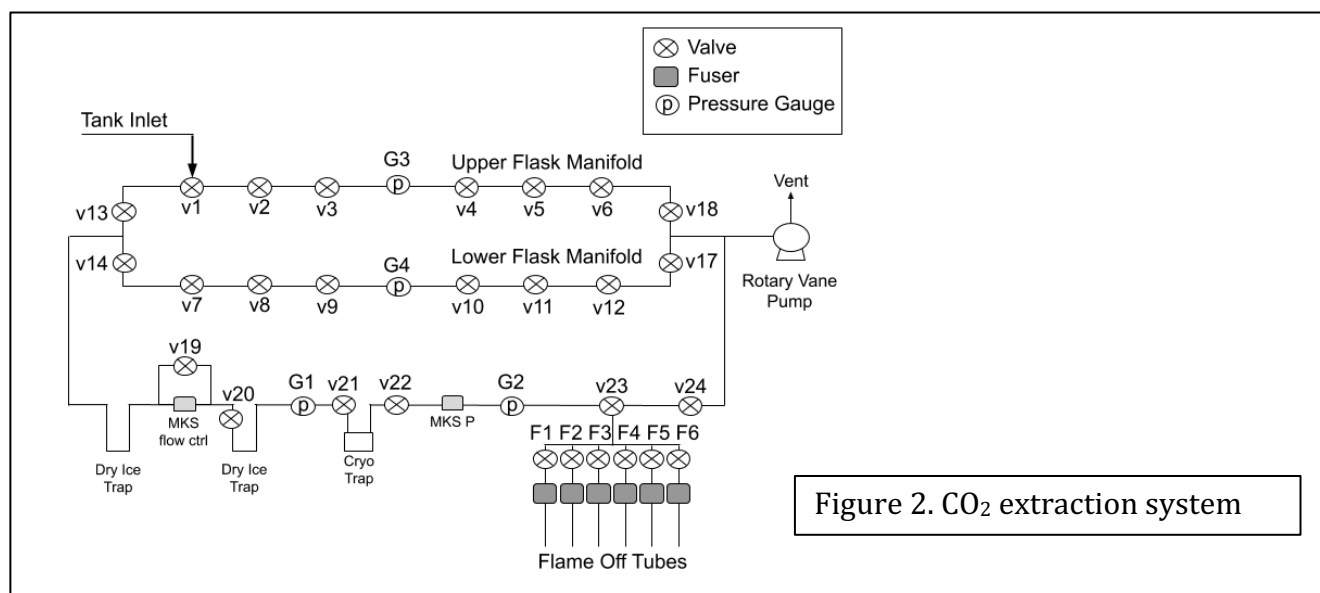 Valve
Fuser
p Pressure Gauge
Tank Inlet
G3
Upper Flask Manifold
Vent
p
v13
v1
v2
v3
v4
v5
v6
v18
v14
G4
Lower Flask Manifold
v17
p
Rotary Vane
Pump
v7
v8
v9
v10
v11
v12
v19
v20
G1
v21
v22
G2
v23
v24
p
p
MKS
flow ctrl
MKS P
F1 F2 F3 F4 F5 F6
Dry Ice
Trap
Dry Ice
Trap
Cryo
Trap
Flame Off Tubes
Figure 2. CO₂ extraction system